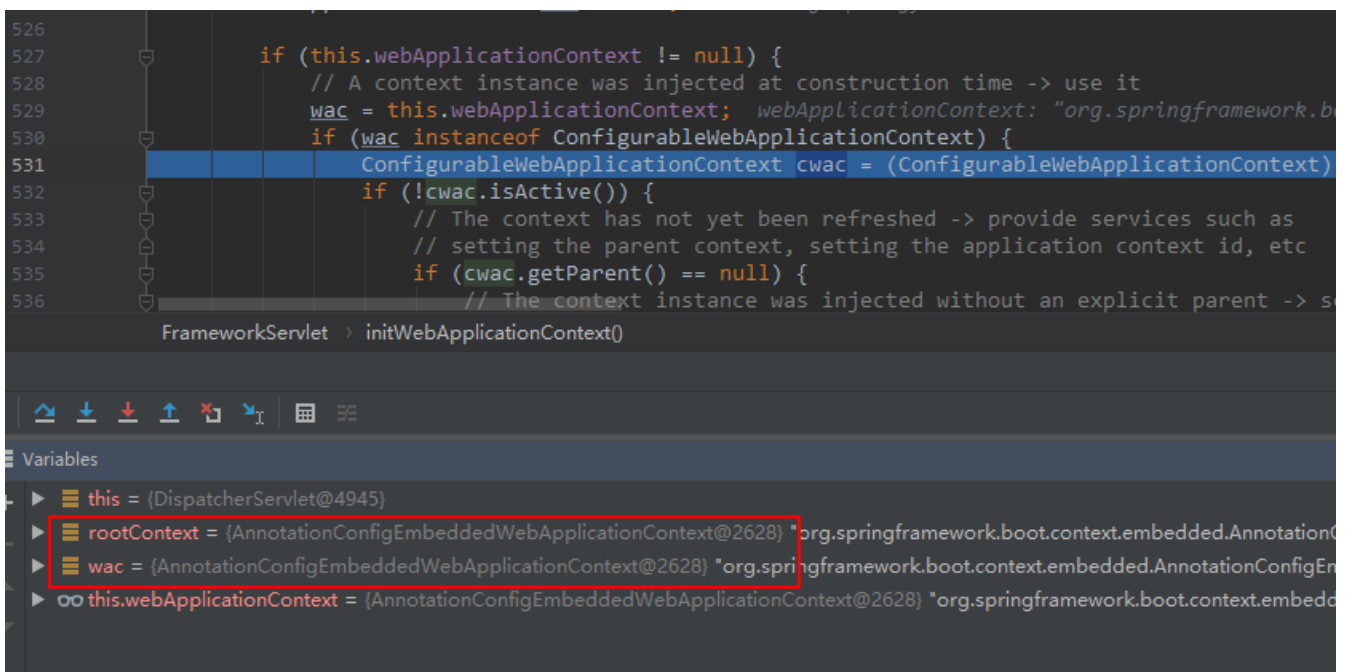 526
527 if (this.webApplicationContext != null) {
528 // A context instance was injected at construction time -> use it
529 wac = this.webApplicationContext; webApplicationContext: "org.springframework.b
530 if (wac instanceof ConfigurableWebApplicationContext) {
531 ConfigurableWebApplicationContext cwac = (ConfigurableWebApplicationContext)
532 if (!cwac.isActive()) {
533 // The context has not yet been refreshed -> provide services such as
534 // setting the parent context, setting the application context id, etc
535 if (cwac.getParent() == null) {
536 // The context instance was injected without an explicit parent -> s
FrameworkServlet › initWebApplicationContext()
Variables
this = {DispatcherServlet@4945}
rootContext = {AnnotationConfigEmbeddedWebApplicationContext@2628} "org.springframework.boot.context.embedded.Annotation
wac = {AnnotationConfigEmbeddedWebApplicationContext@2628} "org.springframework.boot.context.embedded.AnnotationConfigEm
this.webApplicationContext = {AnnotationConfigEmbeddedWebApplicationContext@2628} "org.springframework.boot.context.embedd